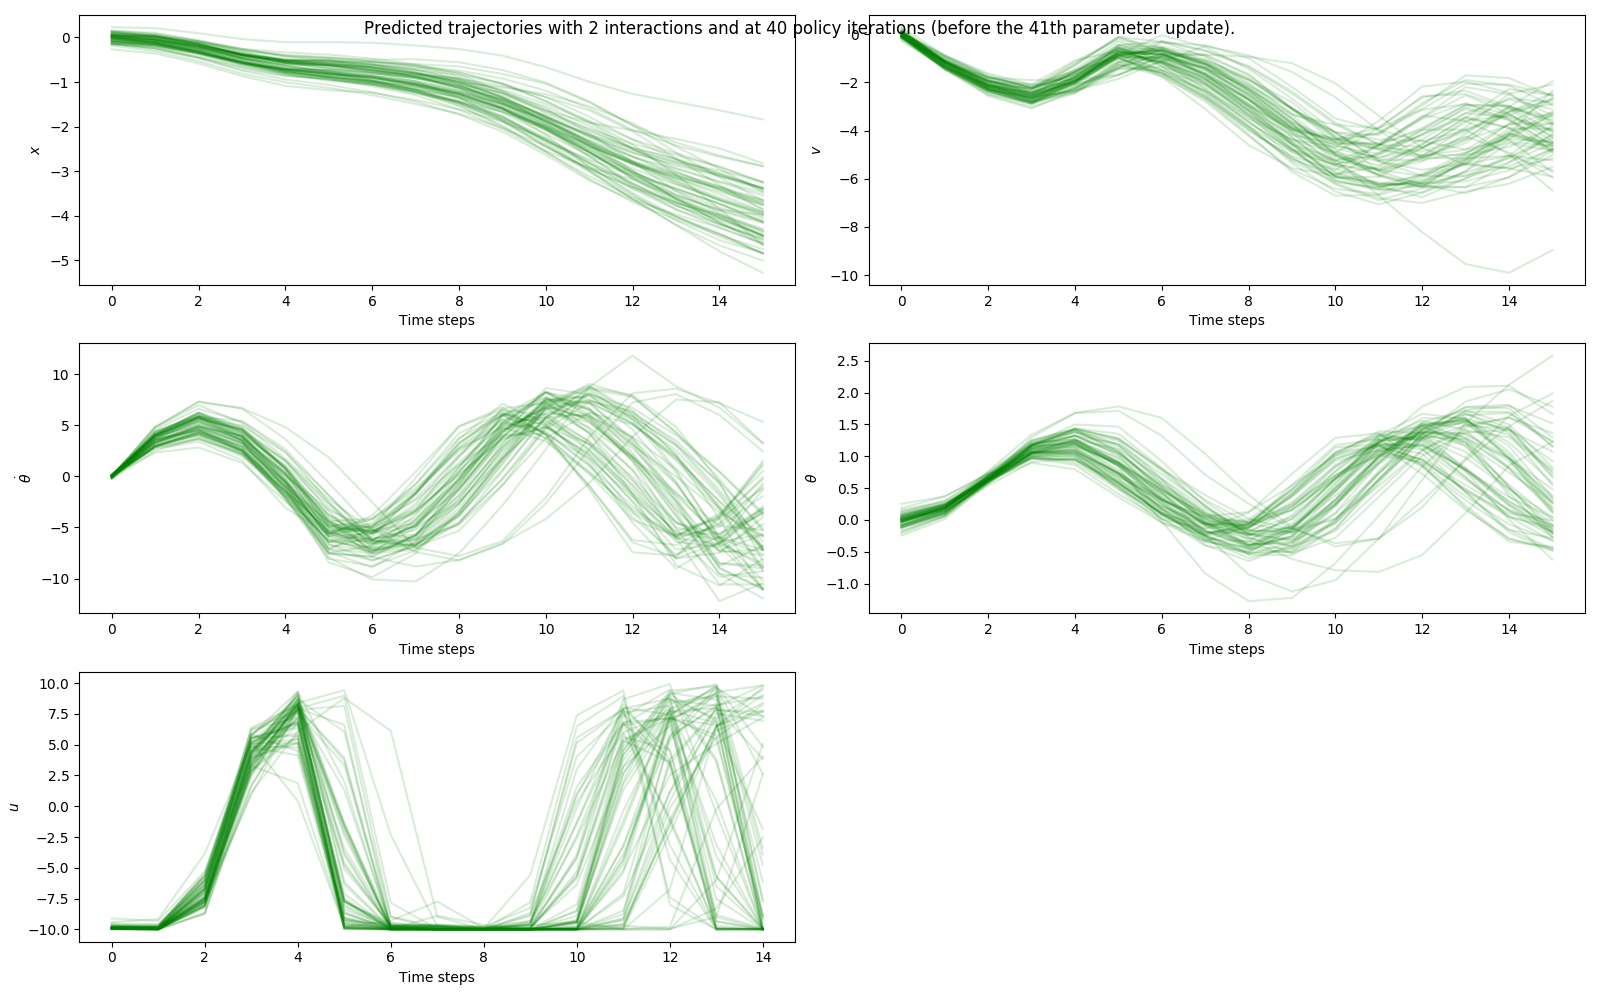 Predicted trajectories with 2 interactions and at 40 policy iterations (before the 41th parameter update).
0
−1
−2
−3
−4
−5
x
0 2 4 6 8 10 12 14
Time steps
0
−2
−4
−6
−8
−10
v
0 2 4 6 8 10 12 14
Time steps
10
5
0
−5
−10
θ̇
0 2 4 6 8 10 12 14
Time steps
2.5
2.0
1.5
1.0
0.5
0.0
−0.5
−1.0
θ
0 2 4 6 8 10 12 14
Time steps
10.0
7.5
5.0
2.5
0.0
−2.5
−5.0
−7.5
−10.0
u
0 2 4 6 8 10 12 14
Time steps